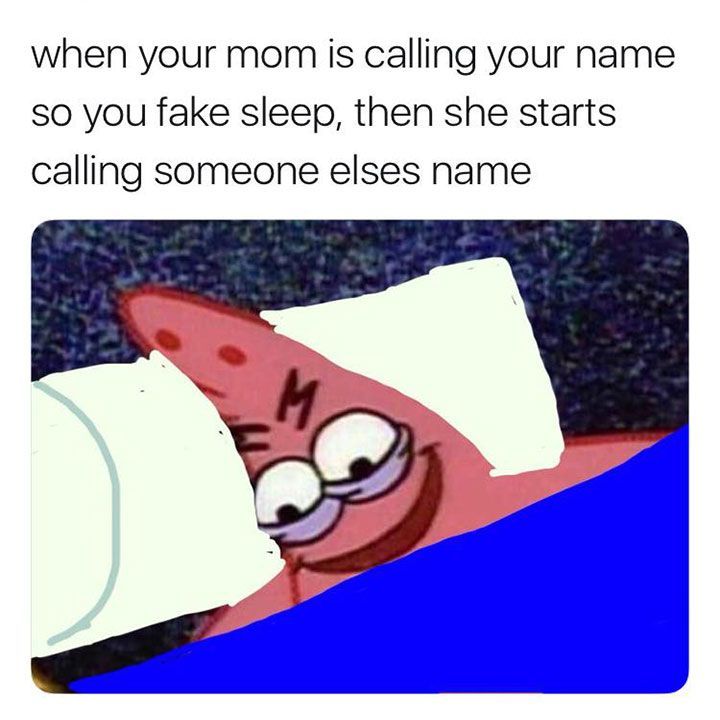 when your mom is calling your name
so you fake sleep, then she starts
calling someone elses name